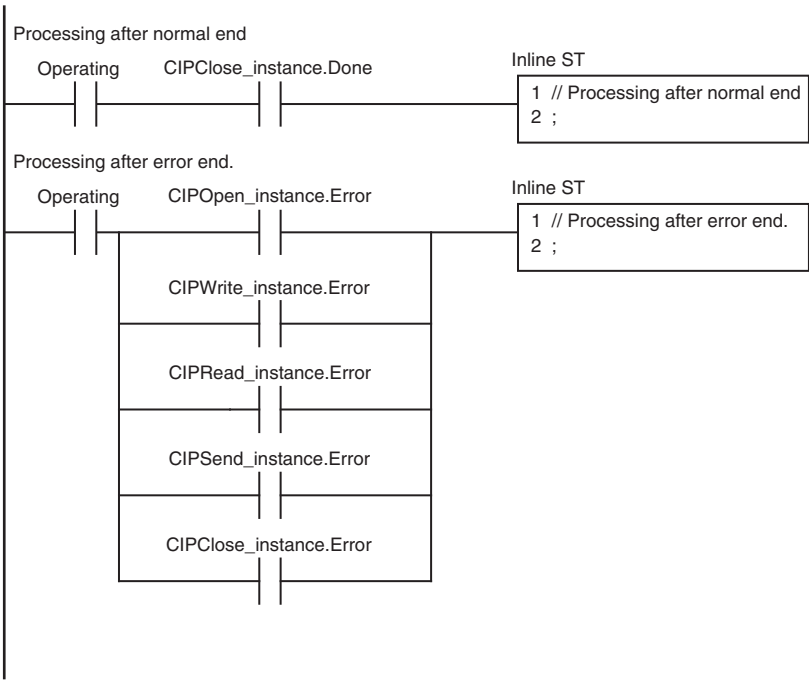 Processing after normal end
Operating CIPClose_instance.Done Inline ST
1 // Processing after normal end
2 ;
Processing after error end.
Operating CIPOpen_instance.Error Inline ST
1 // Processing after error end.
2 ;
CIPWrite_instance.Error
CIPRead_instance.Error
CIPSend_instance.Error
CIPClose_instance.Error